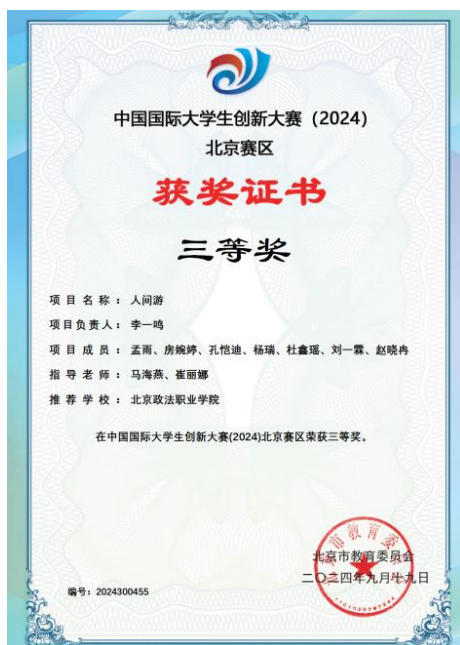 中国国际大学生创新大赛（2024）
北京赛区
获奖证书
三等奖
项目名称：人间游
项目负责人：李一鸣
项目成员：孟雨、房婉婷、孔恺迪、杨瑞、杜鑫瑶、刘一霖、赵晓冉
指导老师：马海燕、崔丽娜
推荐学校：北京政法职业学院
在中国国际大学生创新大赛(2024)北京赛区荣获三等奖。
北京市教育委员会
二〇二四年九月十九日
编号：2024300455